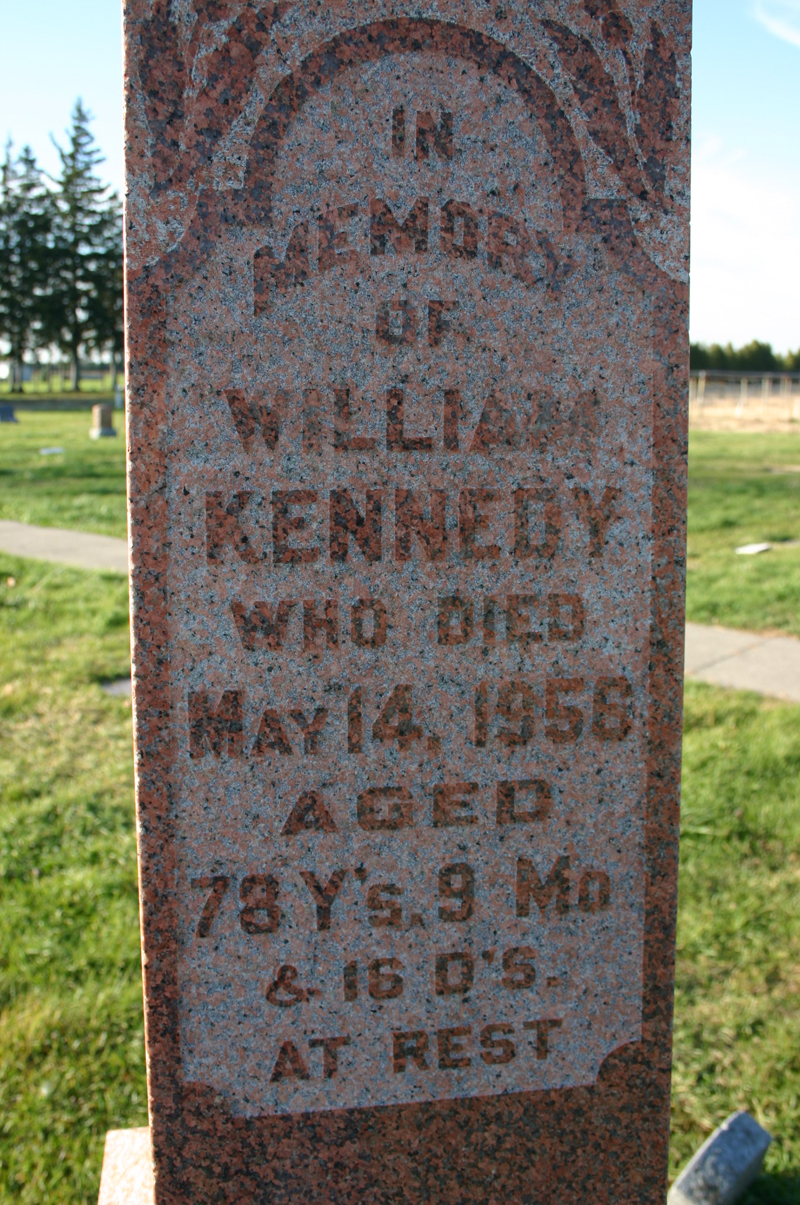 IN
MEMORY
OF
WILLIAM
KENNEDY
WHO DIED
MAY 14, 1956
AGED
78 Y's. 9 Mo
& 16 D'S.
AT REST